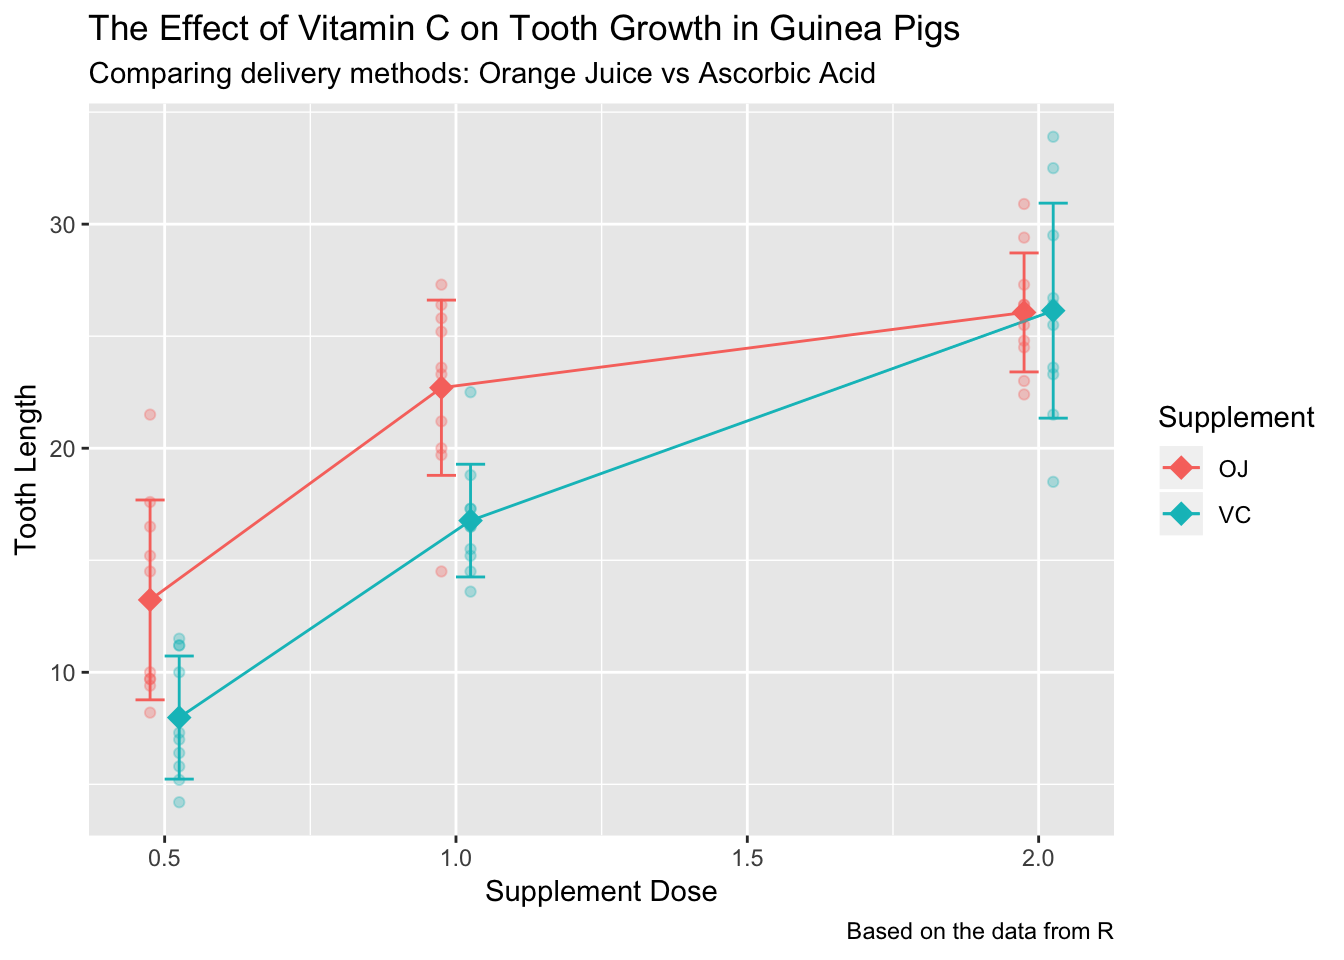 The Effect of Vitamin C on Tooth Growth in Guinea Pigs
Comparing delivery methods: Orange Juice vs Ascorbic Acid
Tooth Length
30
20
10
0.5
1.0
1.5
2.0
Supplement Dose
Supplement
OJ
VC
Based on the data from R